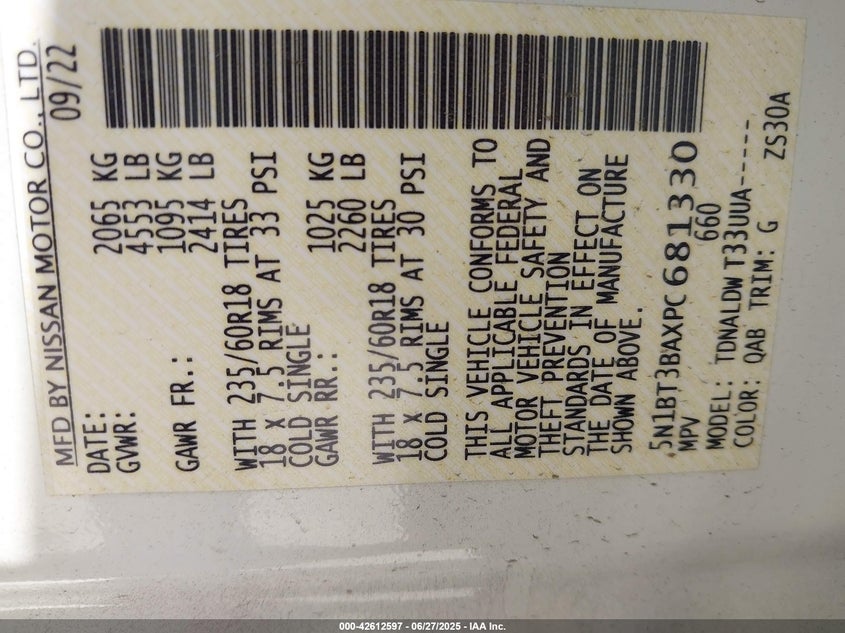 MFD BY NISSAN MOTOR CO., LTD.
DATE: 09/22
GVWR: 2065 KG
4553 LB
GAWR FR.: 1095 KG
2414 LB
WITH 235/60R18 TIRES
18 X 7.5 RIMS AT 33 PSI
COLD SINGLE
GAWR RR.: 1025 KG
2260 LB
WITH 235/60R18 TIRES
18 X 7.5 RIMS AT 30 PSI
COLD SINGLE
THIS VEHICLE CONFORMS TO
ALL APPLICABLE FEDERAL
MOTOR VEHICLE SAFETY AND
THEFT PREVENTION
STANDARDS IN EFFECT ON
THE DATE OF MANUFACTURE
SHOWN ABOVE.
5N1BT3BAXPC681330
MPV 660
MODEL: TDNALDW T33UUA-----
COLOR: QAB TRIM: G ZS30A
000-42612597 - 06/27/2025 - IAA Inc.